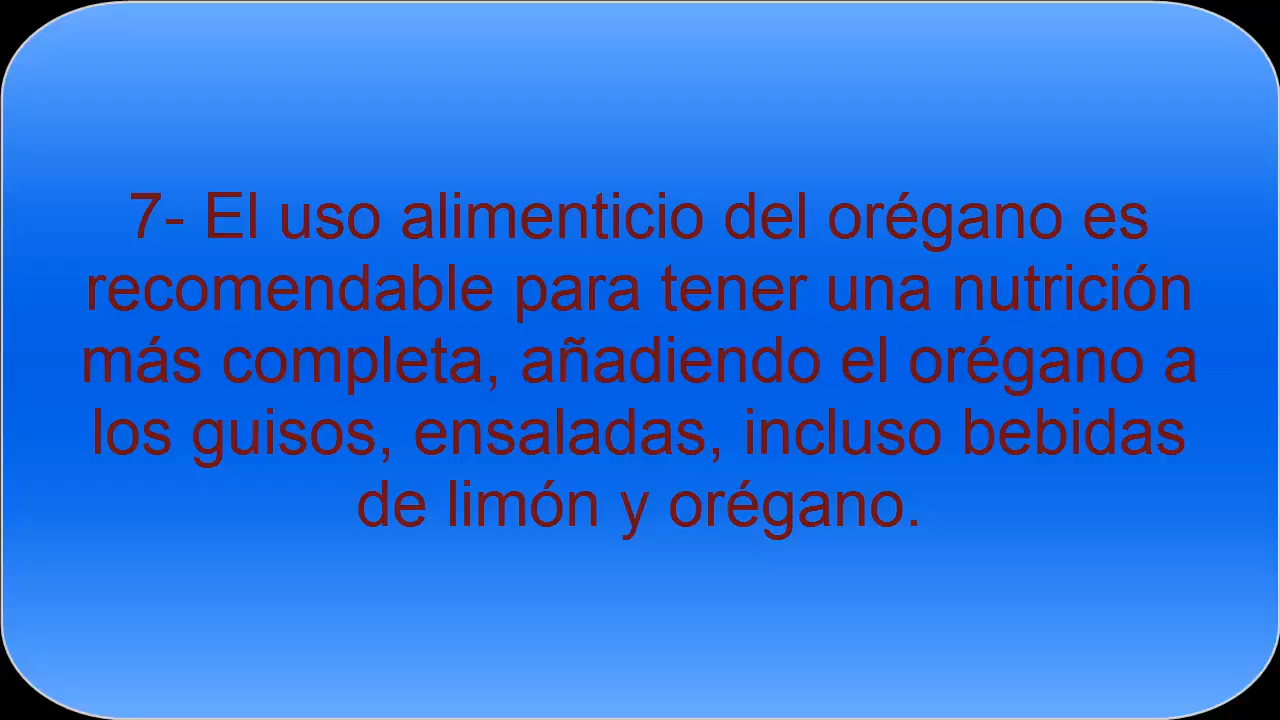 7- El uso alimenticio del orégano es
recomendable para tener una nutrición
más completa, añadiendo el orégano a
los guisos, ensaladas, incluso bebidas
de limón y orégano.